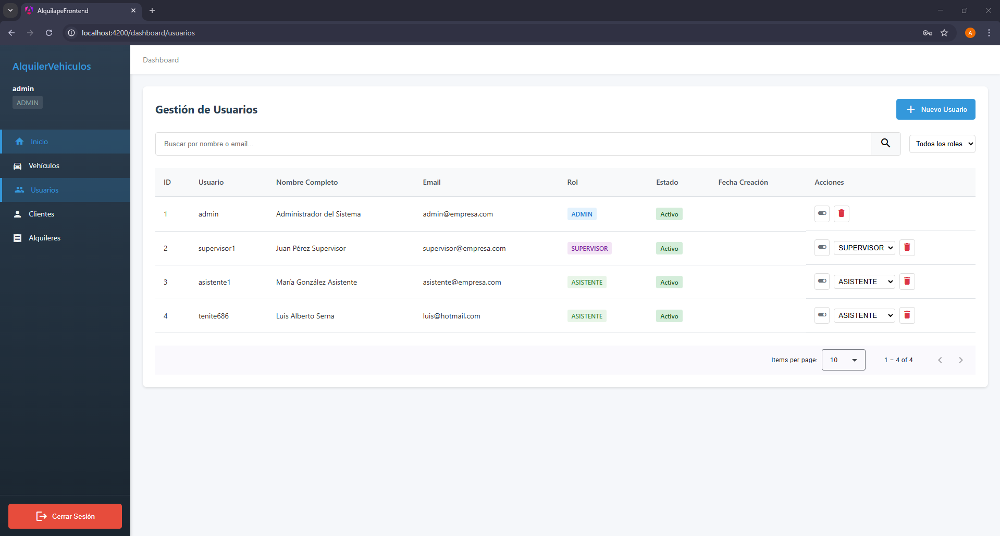 AlquilapeFrontend
localhost:4200/dashboard/usuarios
A
AlquilerVehiculos
admin
ADMIN
Inicio
Vehículos
Usuarios
Clientes
Alquileres
Cerrar Sesión
Dashboard
Gestión de Usuarios
Nuevo Usuario
Buscar por nombre o email...
Todos los roles
ID Usuario Nombre Completo Email Rol Estado Fecha Creación Acciones
1 admin Administrador del Sistema admin@empresa.com ADMIN Activo
2 supervisor1 Juan Pérez Supervisor supervisor@empresa.com SUPERVISOR Activo SUPERVISOR
3 asistente1 María González Asistente asistente@empresa.com ASISTENTE Activo ASISTENTE
4 tenite686 Luis Alberto Serna luis@hotmail.com ASISTENTE Activo ASISTENTE
Items per page: 10 1 – 4 of 4